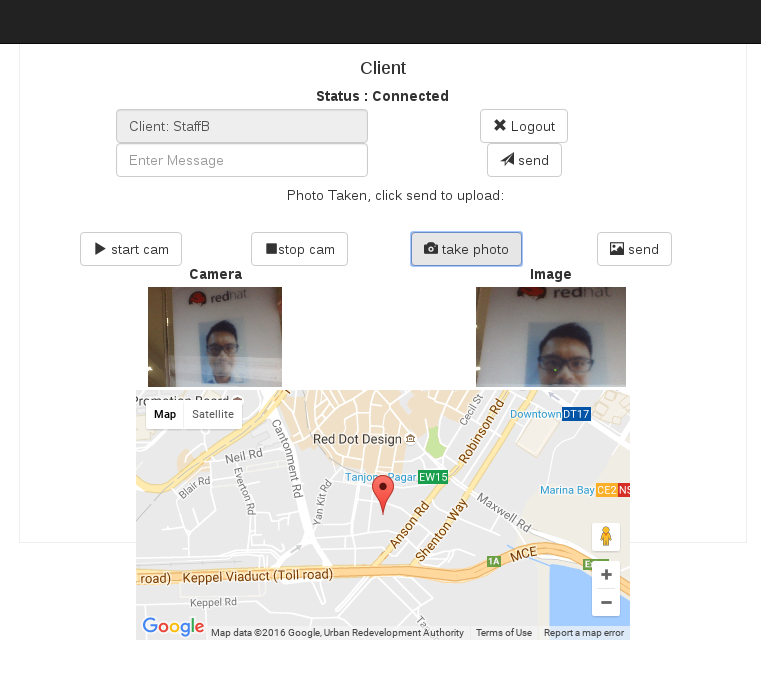 Client
Status : Connected
Client: StaffB
Logout
Enter Message
send
Photo Taken, click send to upload:
start cam
stop cam
take photo
send
Camera
Image
redhat
redhat
Promotion Board
Map
Satellite
Red Dot Design
Cecil St
Robinson Rd
Downtown
DT17
Cantonment Rd
Neil Rd
Blair Rd
Everton Rd
Yan Kit Rd
Tanjong Pagar
EW15
Marina Bay
CE2
NS
Anson Rd
Shenton Way
Maxwell Rd
1A
MCE
road)
Keppel Viaduct (Toll road)
Keppel Rd
Google
Map data ©2016 Google, Urban Redevelopment Authority
Terms of Use
Report a map error